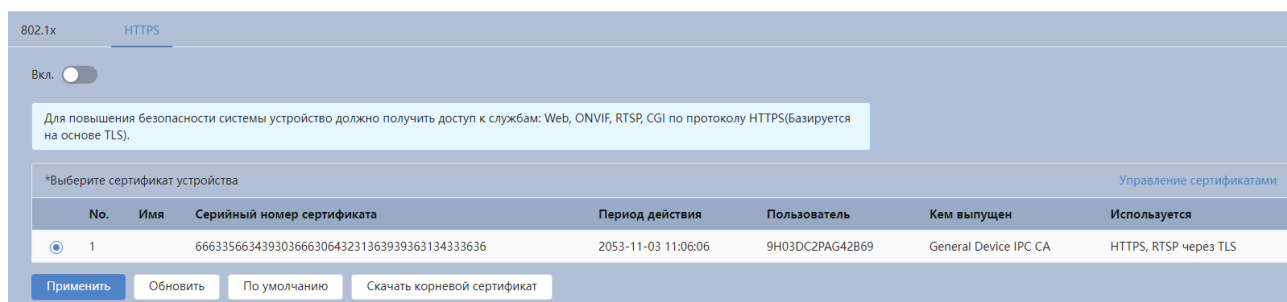 802.1x HTTPS
Вкл.
Для повышения безопасности системы устройство должно получить доступ к службам: Web, ONVIF, RTSP, CGI по протоколу HTTPS(Базируется
на основе TLS).
*Выберите сертификат устройства Управление сертификатами
No. Имя Серийный номер сертификата Период действия Пользователь Кем выпущен Используется
1 66633566343930366630643231363939363134333636 2053-11-03 11:06:06 9H03DC2PAG42B69 General Device IPC CA HTTPS, RTSP через TLS
Применить Обновить По умолчанию Скачать корневой сертификат